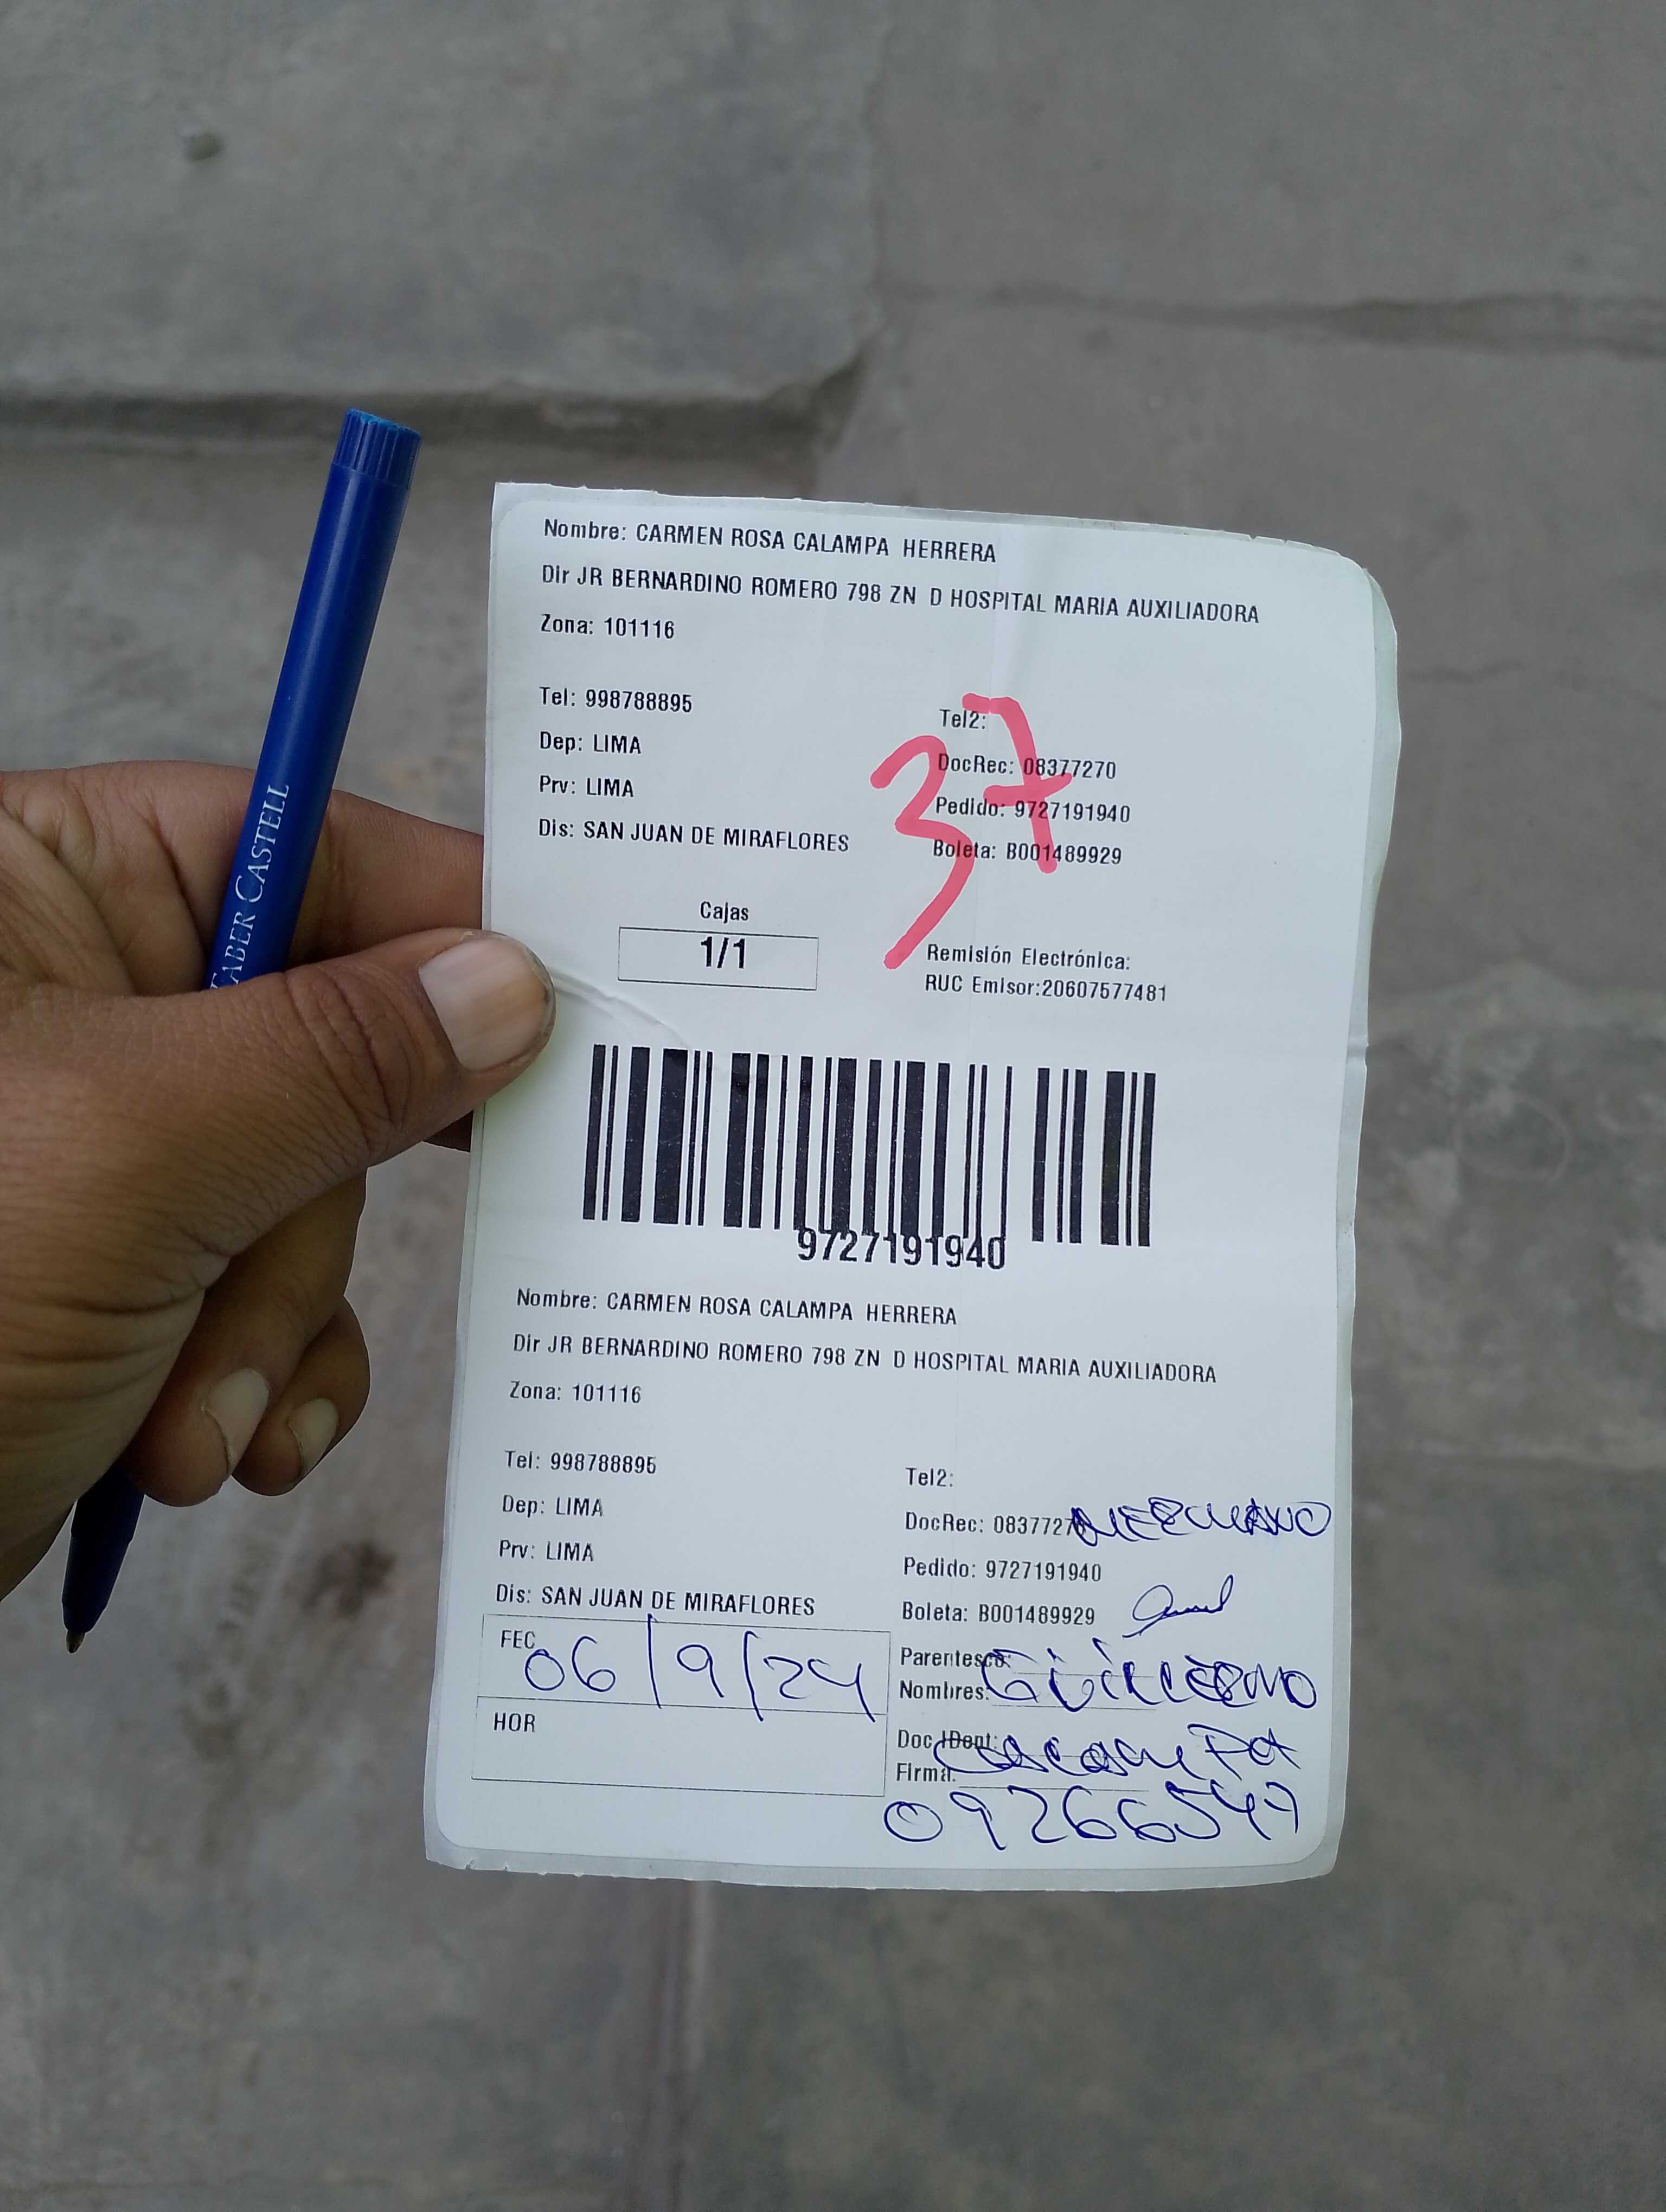 FABER CASTELL
Nombre: CARMEN ROSA CALAMPA HERRERA
Dir JR BERNARDINO ROMERO 798 ZN D HOSPITAL MARIA AUXILIADORA
Zona: 101116
Tel: 998788895
Tel2:
Dep: LIMA
DocRec: 08377270
Prv: LIMA
Pedido: 9727191940
Dis: SAN JUAN DE MIRAFLORES
Boleta: B001489929
37
Cajas
1/1
Remisión Electrónica:
RUC Emisor:20607577481
9727191940
Nombre: CARMEN ROSA CALAMPA HERRERA
Dir JR BERNARDINO ROMERO 798 ZN D HOSPITAL MARIA AUXILIADORA
Zona: 101116
Tel: 998788895
Tel2:
Dep: LIMA
DocRec: 08377270
Prv: LIMA
Pedido: 9727191940
Dis: SAN JUAN DE MIRAFLORES
Boleta: B001489929
FEC 06/9/24
Parentesco:
Nombres: Guillermo
HOR
Doc IDent:
Firma:
09266547